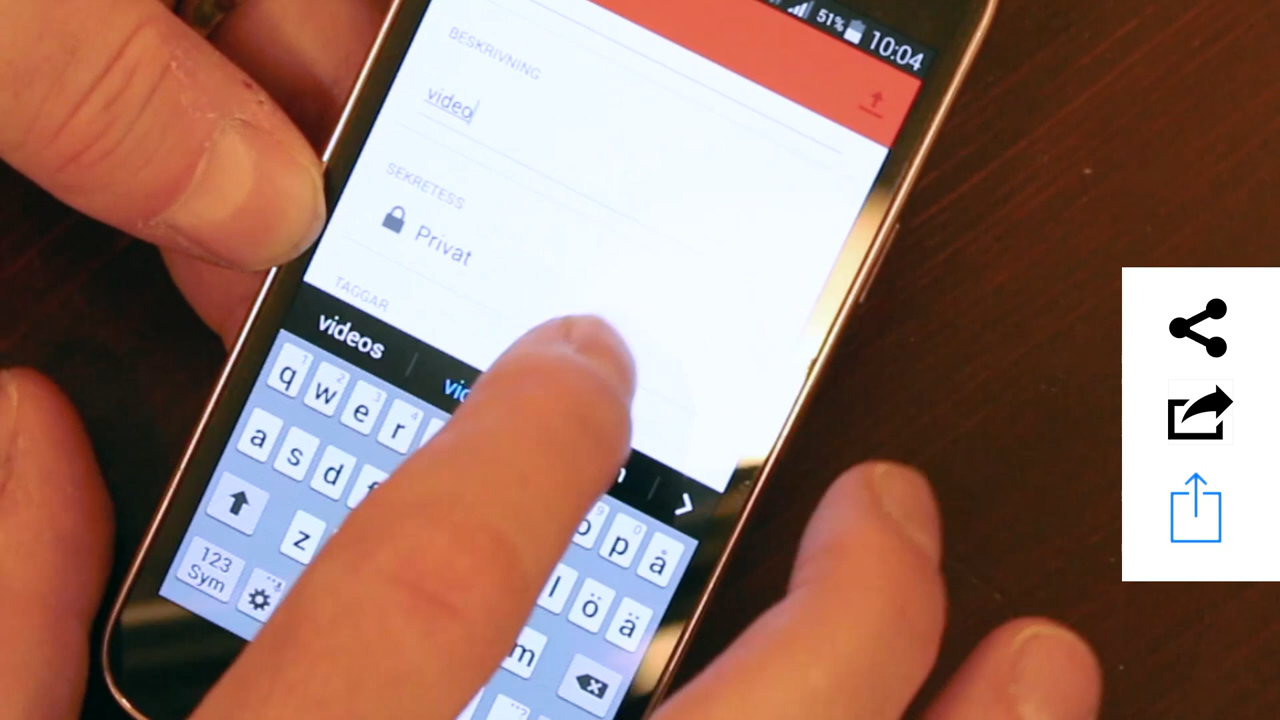 51% 10:04
BESKRIVNING
video
SEKRETESS
Privat
TAGGAR
videos
q w e r p å
a s d l ö ä
z m
123
Sym